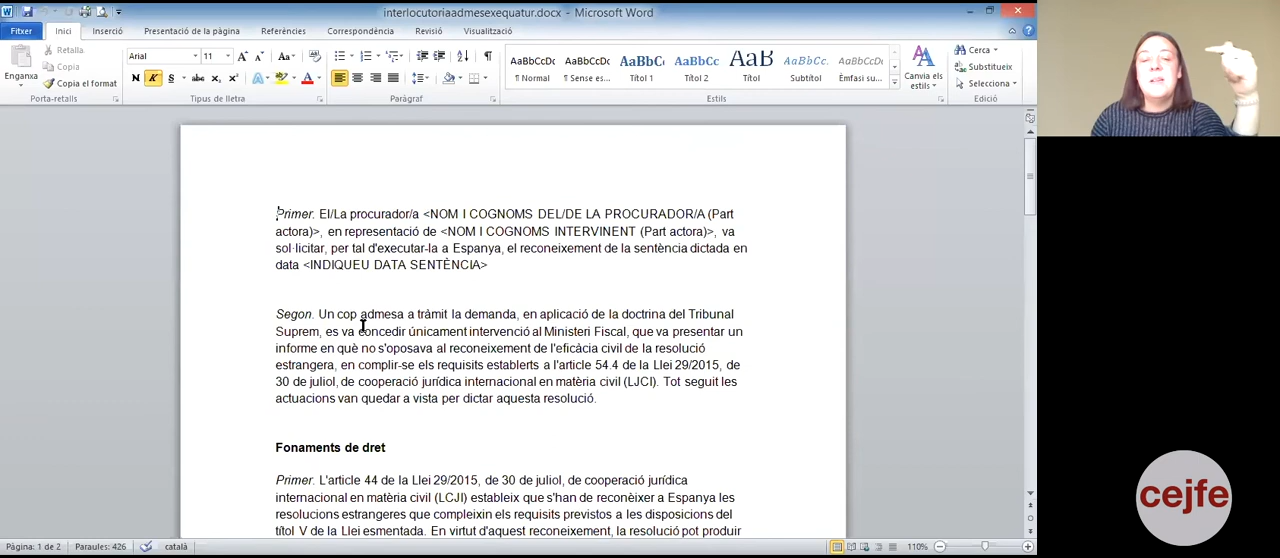 interlocutoriaadmesexequatur.docx - Microsoft Word
Fitxer Inici Inserció Presentació de la pàgina Referències Correspondència Revisió Visualització
Enganxa
Retalla
Copia
Copia el format
Porta-retalls
Arial 11
N K S abc x₂ x² Aa
Tipus de lletra
Paràgraf
AaBbCcDc AaBbCcDc AaBbC AaBbCc AaB AaBbCc. AaBbCcDc
¶ Normal ¶ Sense es... Títol 1 Títol 2 Títol Subtítol Èmfasi su...
Canvia els estils
Estils
Cerca
Substitueix
Selecciona
Edició
Primer. El/La procurador/a <NOM I COGNOMS DEL/DE LA PROCURADOR/A (Part
actora)>, en representació de <NOM I COGNOMS INTERVINENT (Part actora)>, va
sol·licitar, per tal d'executar-la a Espanya, el reconeixement de la sentència dictada en
data <INDIQUEU DATA SENTÈNCIA>
Segon. Un cop admesa a tràmit la demanda, en aplicació de la doctrina del Tribunal
Suprem, es va concedir únicament intervenció al Ministeri Fiscal, que va presentar un
informe en què no s'oposava al reconeixement de l'eficàcia civil de la resolució
estrangera, en complir-se els requisits establerts a l'article 54.4 de la Llei 29/2015, de
30 de juliol, de cooperació jurídica internacional en matèria civil (LJCI). Tot seguit les
actuacions van quedar a vista per dictar aquesta resolució.
Fonaments de dret
Primer. L'article 44 de la Llei 29/2015, de 30 de juliol, de cooperació jurídica
internacional en matèria civil (LCJI) estableix que s'han de reconèixer a Espanya les
resolucions estrangeres que compleixin els requisits previstos a les disposicions del
títol V de la Llei esmentada. En virtut d'aquest reconeixement, la resolució pot produir
cejfe
Pàgina: 1 de 2 Paraules: 426 català 110%